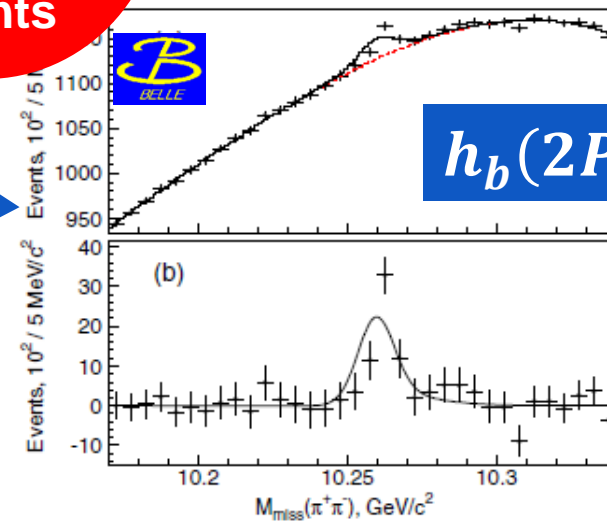 nts
BELLE
h_b(2P
Events, 10² / 5 M
1100
1050
1000
950
(b)
Events, 10² / 5 MeV/c²
40
30
20
10
0
-10
10.2 10.25 10.3
M_miss(π⁺π⁻), GeV/c²